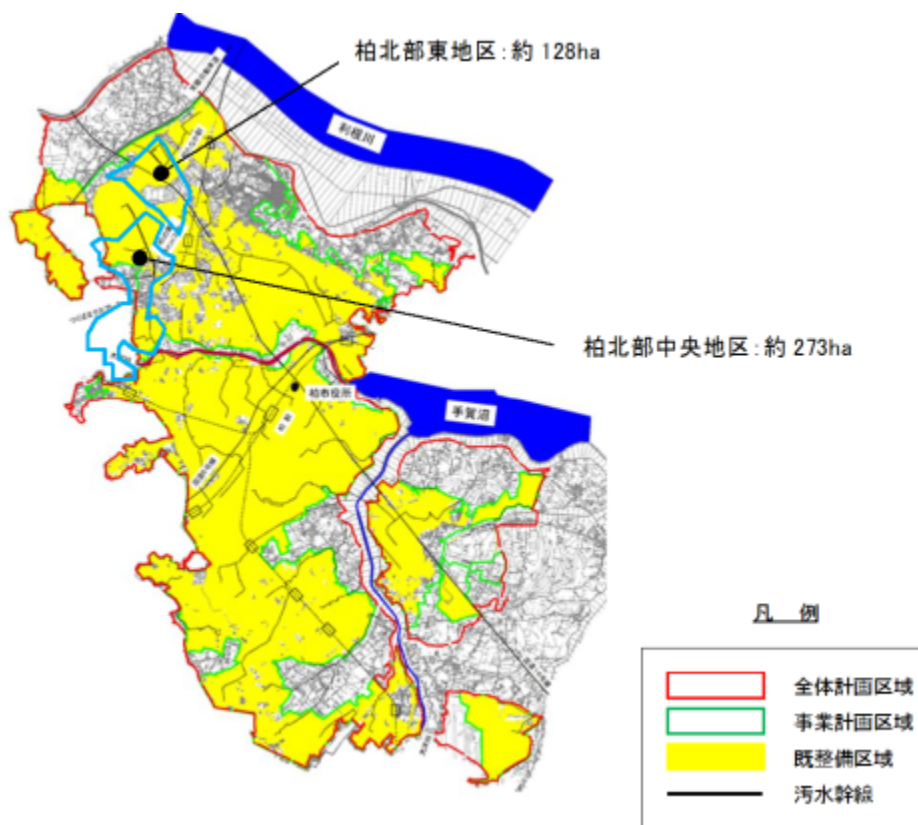 柏北部東地区：約 128ha
利根川
柏北部中央地区：約 273ha
柏市役所
手賀沼
凡 例
全体計画区域
事業計画区域
既整備区域
汚水幹線